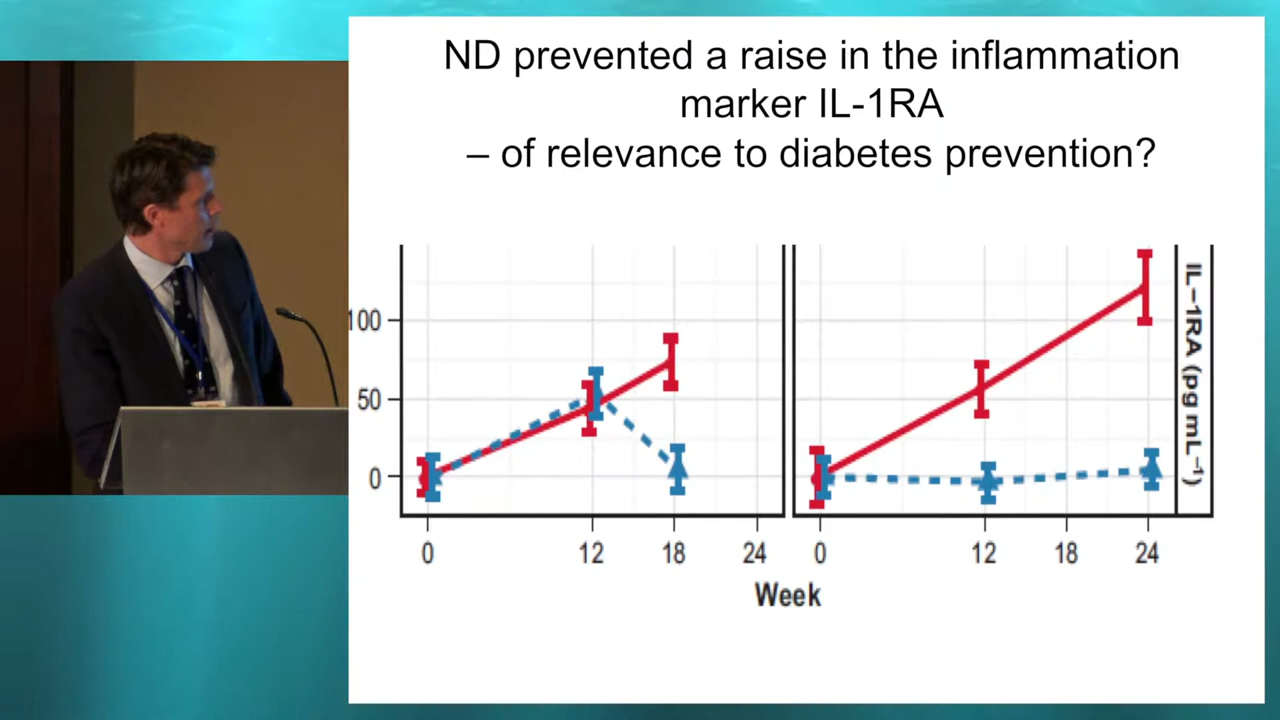 ND prevented a raise in the inflammation
marker IL-1RA
– of relevance to diabetes prevention?
100
50
0
0 12 18 24
0 12 18 24
Week
IL-1RA (pg mL⁻¹)